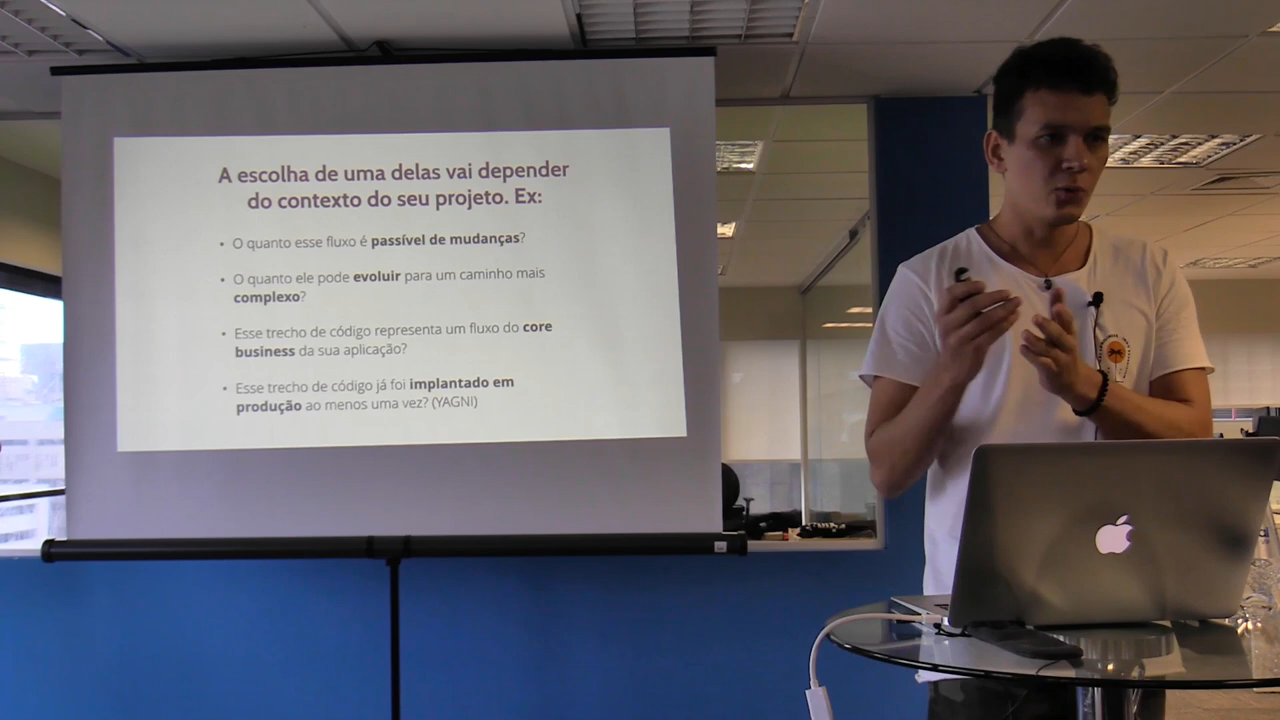 A escolha de uma delas vai depender
do contexto do seu projeto. Ex:
• O quanto esse fluxo é passível de mudanças?
• O quanto ele pode evoluir para um caminho mais
complexo?
• Esse trecho de código representa um fluxo do core
business da sua aplicação?
• Esse trecho de código já foi implantado em
produção ao menos uma vez? (YAGNI)